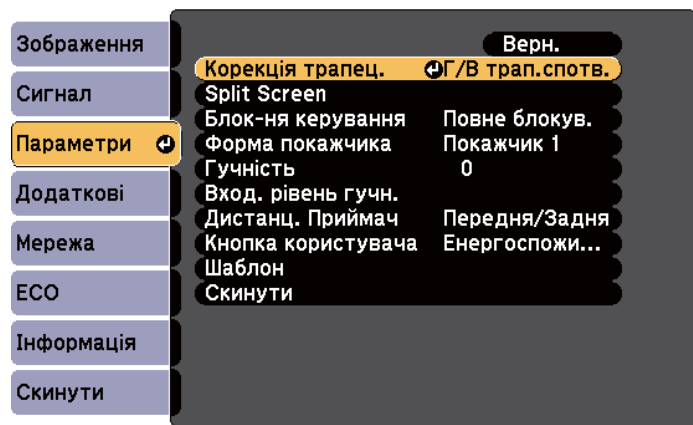 Зображення
Сигнал
Параметри
Додаткові
Мережа
ECO
Інформація
Скинути
Верн.
Корекція трапец. Г/В трап.спотв.
Split Screen
Блок-ня керування Повне блокув.
Форма покажчика Покажчик 1
Гучність 0
Вход. рівень гучн.
Дистанц. Приймач Передня/Задня
Кнопка користувача Енергоспожи...
Шаблон
Скинути